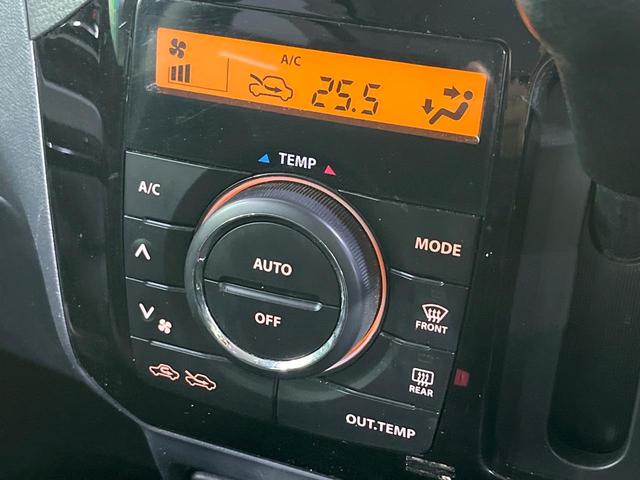 A/C
25.5
TEMP
A/C
MODE
AUTO
OFF
FRONT
REAR
OUT.TEMP